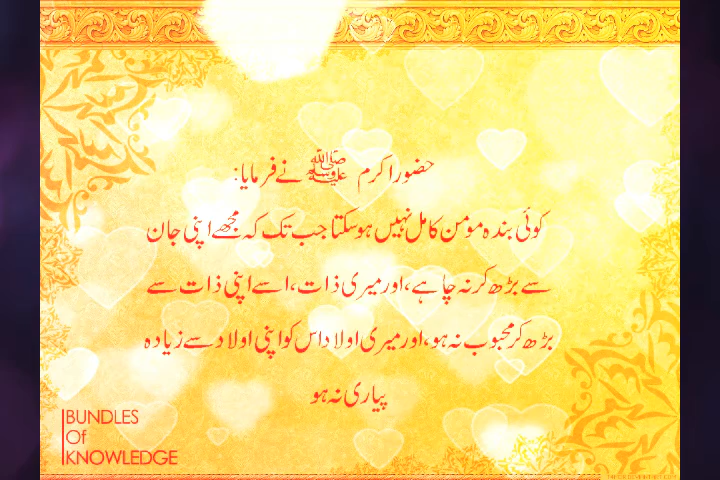 حضور اکرم ﷺ نے فرمایا:
کوئی بندہ مومن کامل نہیں ہوسکتا جب تک کہ مجھے اپنی جان
سے بڑھ کر نہ چاہے، اور میری ذات، اسے اپنی ذات سے
بڑھ کر محبوب نہ ہو، اور میری اولاد اس کو اپنی اولاد سے زیادہ
پیاری نہ ہو
BUNDLES
Of
KNOWLEDGE